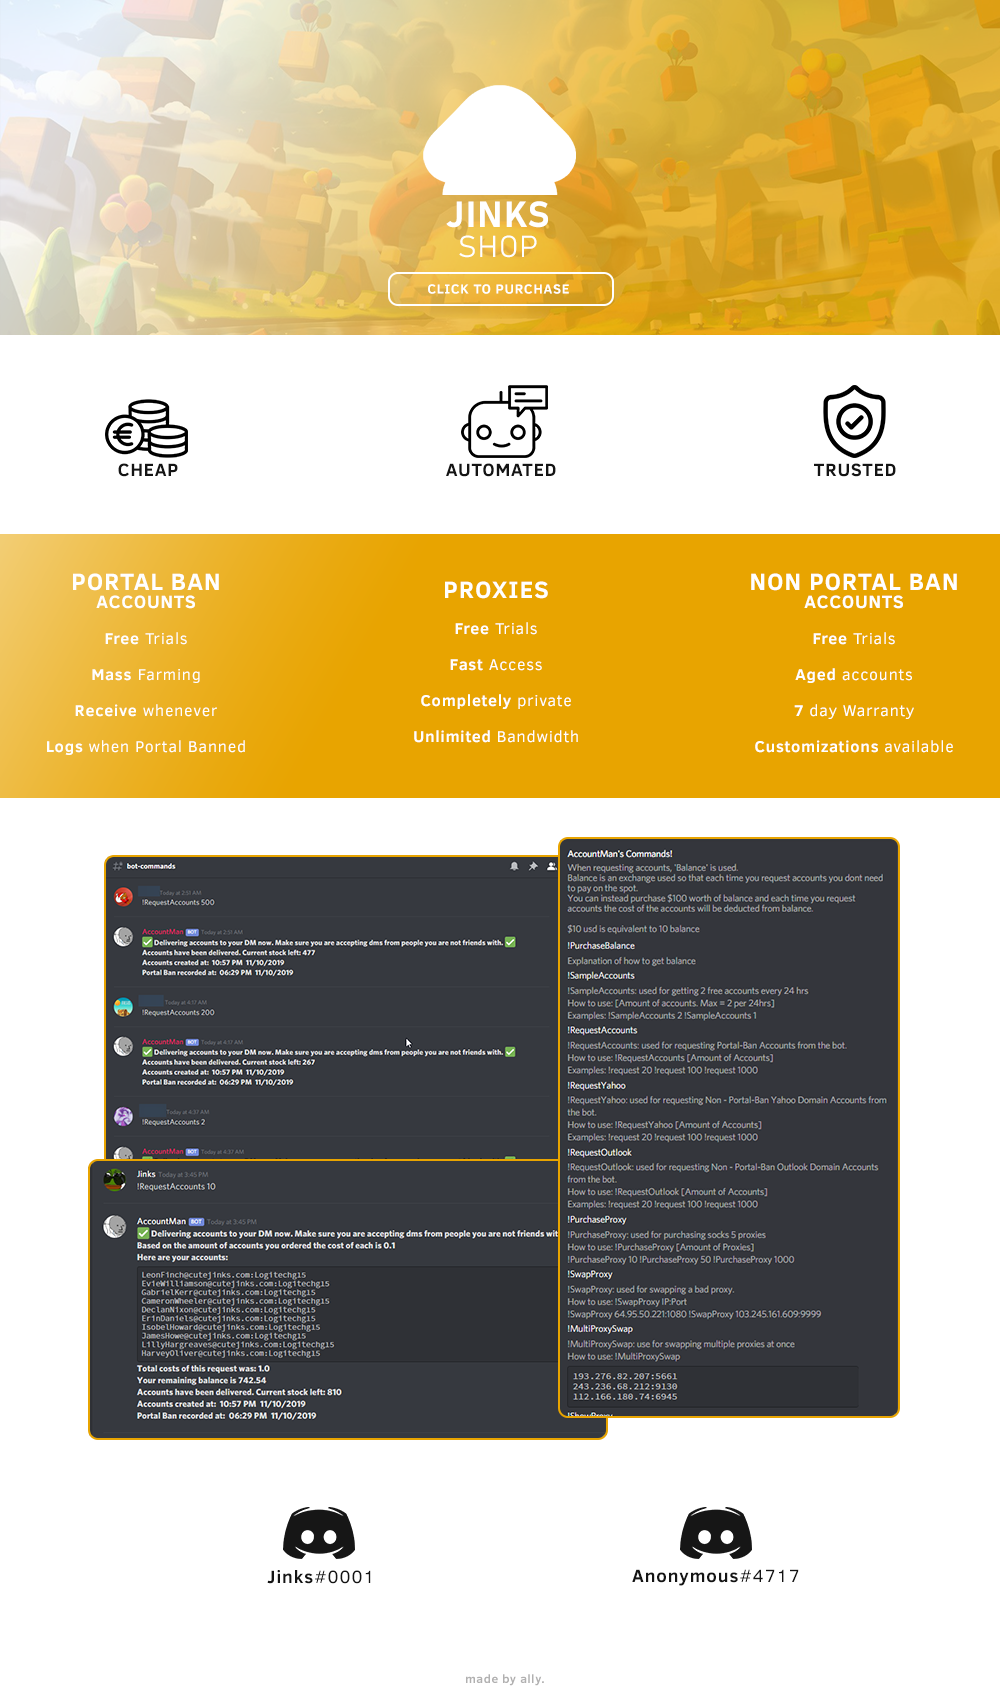 JINKS
SHOP
CLICK TO PURCHASE
CHEAP
AUTOMATED
TRUSTED
PORTAL BAN
ACCOUNTS
Free Trials
Mass Farming
Receive whenever
Logs when Portal Banned
PROXIES
Free Trials
Fast Access
Completely private
Unlimited Bandwidth
NON PORTAL BAN
ACCOUNTS
Free Trials
Aged accounts
7 day Warranty
Customizations available
# bot-commands
Today at 2:51 AM
!RequestAccounts 500
AccountMan BOT Today at 2:51 AM
✅ Delivering accounts to your DM now. Make sure you are accepting dms from people you are not friends with. ✅
Accounts have been delivered. Current stock left: 477
Accounts created at: 10:57 PM 11/10/2019
Portal Ban recorded at: 06:29 PM 11/10/2019
Today at 4:17 AM
!RequestAccounts 200
AccountMan BOT Today at 4:17 AM
✅ Delivering accounts to your DM now. Make sure you are accepting dms from people you are not friends with. ✅
Accounts have been delivered. Current stock left: 267
Accounts created at: 10:57 PM 11/10/2019
Portal Ban recorded at: 06:29 PM 11/10/2019
Today at 4:37 AM
!RequestAccounts 2
AccountMan BOT Today at 4:37 AM
Jinks Today at 3:45 PM
!RequestAccounts 10
AccountMan BOT Today at 3:45 PM
✅ Delivering accounts to your DM now. Make sure you are accepting dms from people you are not friends wit
Based on the amount of accounts you ordered the cost of each is 0.1
Here are your accounts:
LeonFinch@cutejinks.com:Logitechg15
EvieWilliamson@cutejinks.com:Logitechg15
GabrielKerr@cutejinks.com:Logitechg15
CameronWheeler@cutejinks.com:Logitechg15
DeclanNixon@cutejinks.com:Logitechg15
ErinDaniels@cutejinks.com:Logitechg15
IsobelHoward@cutejinks.com:Logitechg15
JamesHowe@cutejinks.com:Logitechg15
LillyHargreaves@cutejinks.com:Logitechg15
HarveyOliver@cutejinks.com:Logitechg15
Total costs of this request was: 1.0
Your remaining balance is 742.54
Accounts have been delivered. Current stock left: 810
Accounts created at: 10:57 PM 11/10/2019
Portal Ban recorded at: 06:29 PM 11/10/2019
AccountMan's Commands!
When requesting accounts, 'Balance' is used.
Balance is an exchange used so that each time you request accounts you dont need
to pay on the spot.
You can instead purchase $100 worth of balance and each time you request
accounts the cost of the accounts will be deducted from balance.
$10 usd is equivalent to 10 balance
!PurchaseBalance
Explanation of how to get balance
!SampleAccounts
!SampleAccounts: used for getting 2 free accounts every 24 hrs
How to use: [Amount of accounts. Max = 2 per 24hrs]
Examples: !SampleAccounts 2 !SampleAccounts 1
!RequestAccounts
!RequestAccounts: used for requesting Portal-Ban Accounts from the bot.
How to use: !RequestAccounts [Amount of Accounts]
Examples: !request 20 !request 100 !request 1000
!RequestYahoo
!RequestYahoo: used for requesting Non - Portal-Ban Yahoo Domain Accounts from
the bot.
How to use: !RequestYahoo [Amount of Accounts]
Examples: !request 20 !request 100 !request 1000
!RequestOutlook
!RequestOutlook: used for requesting Non - Portal-Ban Outlook Domain Accounts
from the bot.
How to use: !RequestOutlook [Amount of Accounts]
Examples: !request 20 !request 100 !request 1000
!PurchaseProxy
!PurchaseProxy: used for purchasing socks 5 proxies
How to use: !PurchaseProxy [Amount of Proxies]
!PurchaseProxy 10 !PurchaseProxy 50 !PurchaseProxy 1000
!SwapProxy
!SwapProxy: used for swapping a bad proxy.
How to use: !SwapProxy IP:Port
!SwapProxy 64.95.50.221:1080 !SwapProxy 103.245.161.609:9999
!MultiProxySwap
!MultiProxySwap: use for swapping multiple proxies at once
How to use: !MultiProxySwap
193.276.82.207:5661
243.236.68.212:9130
112.166.180.74:6945
!ShowProxy
Jinks#0001
Anonymous#4717
made by ally.